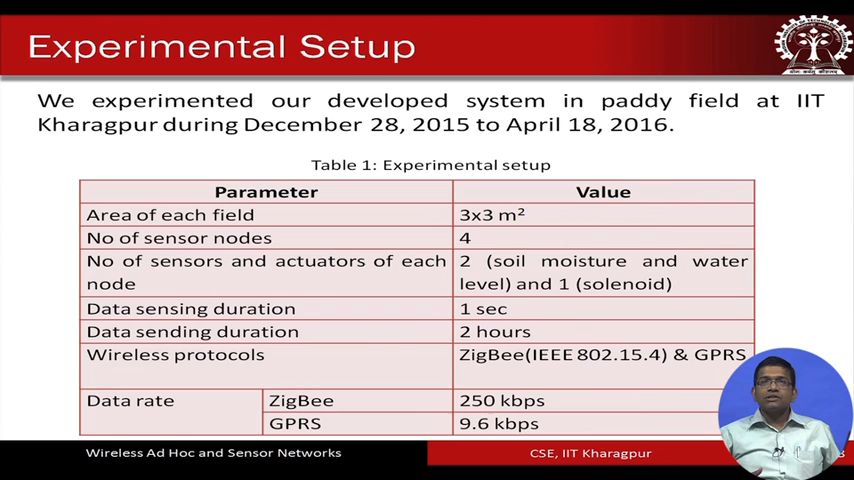 Experimental Setup
We experimented our developed system in paddy field at IIT
Kharagpur during December 28, 2015 to April 18, 2016.
Table 1: Experimental setup
Parameter Value
Area of each field 3x3 m²
No of sensor nodes 4
No of sensors and actuators of each node 2 (soil moisture and water level) and 1 (solenoid)
Data sensing duration 1 sec
Data sending duration 2 hours
Wireless protocols ZigBee(IEEE 802.15.4) & GPRS
Data rate ZigBee 250 kbps
GPRS 9.6 kbps
Wireless Ad Hoc and Sensor Networks CSE, IIT Kharagpur